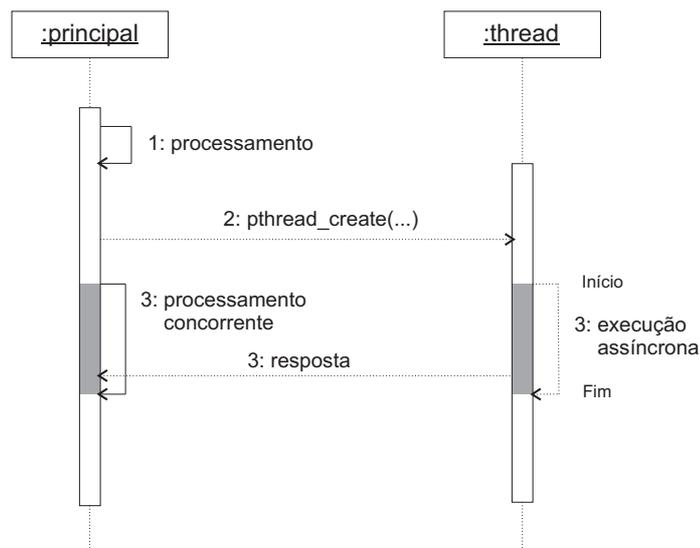 :principal
:thread
1: processamento
2: pthread_create(...)
3: processamento
concorrente
Início
3: execução
assíncrona
3: resposta
Fim